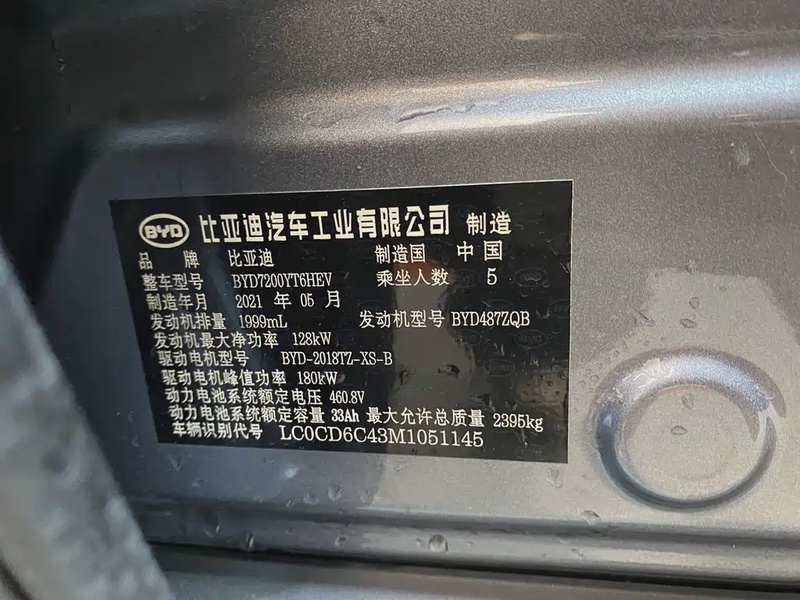 BYD 比亚迪汽车工业有限公司 制造
品牌 比亚迪 制造国 中国
整车型号 BYD7200YT6HEV 乘坐人数 5
制造年月 2021 年 05 月
发动机排量 1999mL 发动机型号 BYD487ZQB
发动机最大净功率 128kW
驱动电机型号 BYD-2018TZ-XS-B
驱动电机峰值功率 180kW
动力电池系统额定电压 460.8V
动力电池系统额定容量 33Ah 最大允许总质量 2395kg
车辆识别代号 LC0CD6C43M1051145